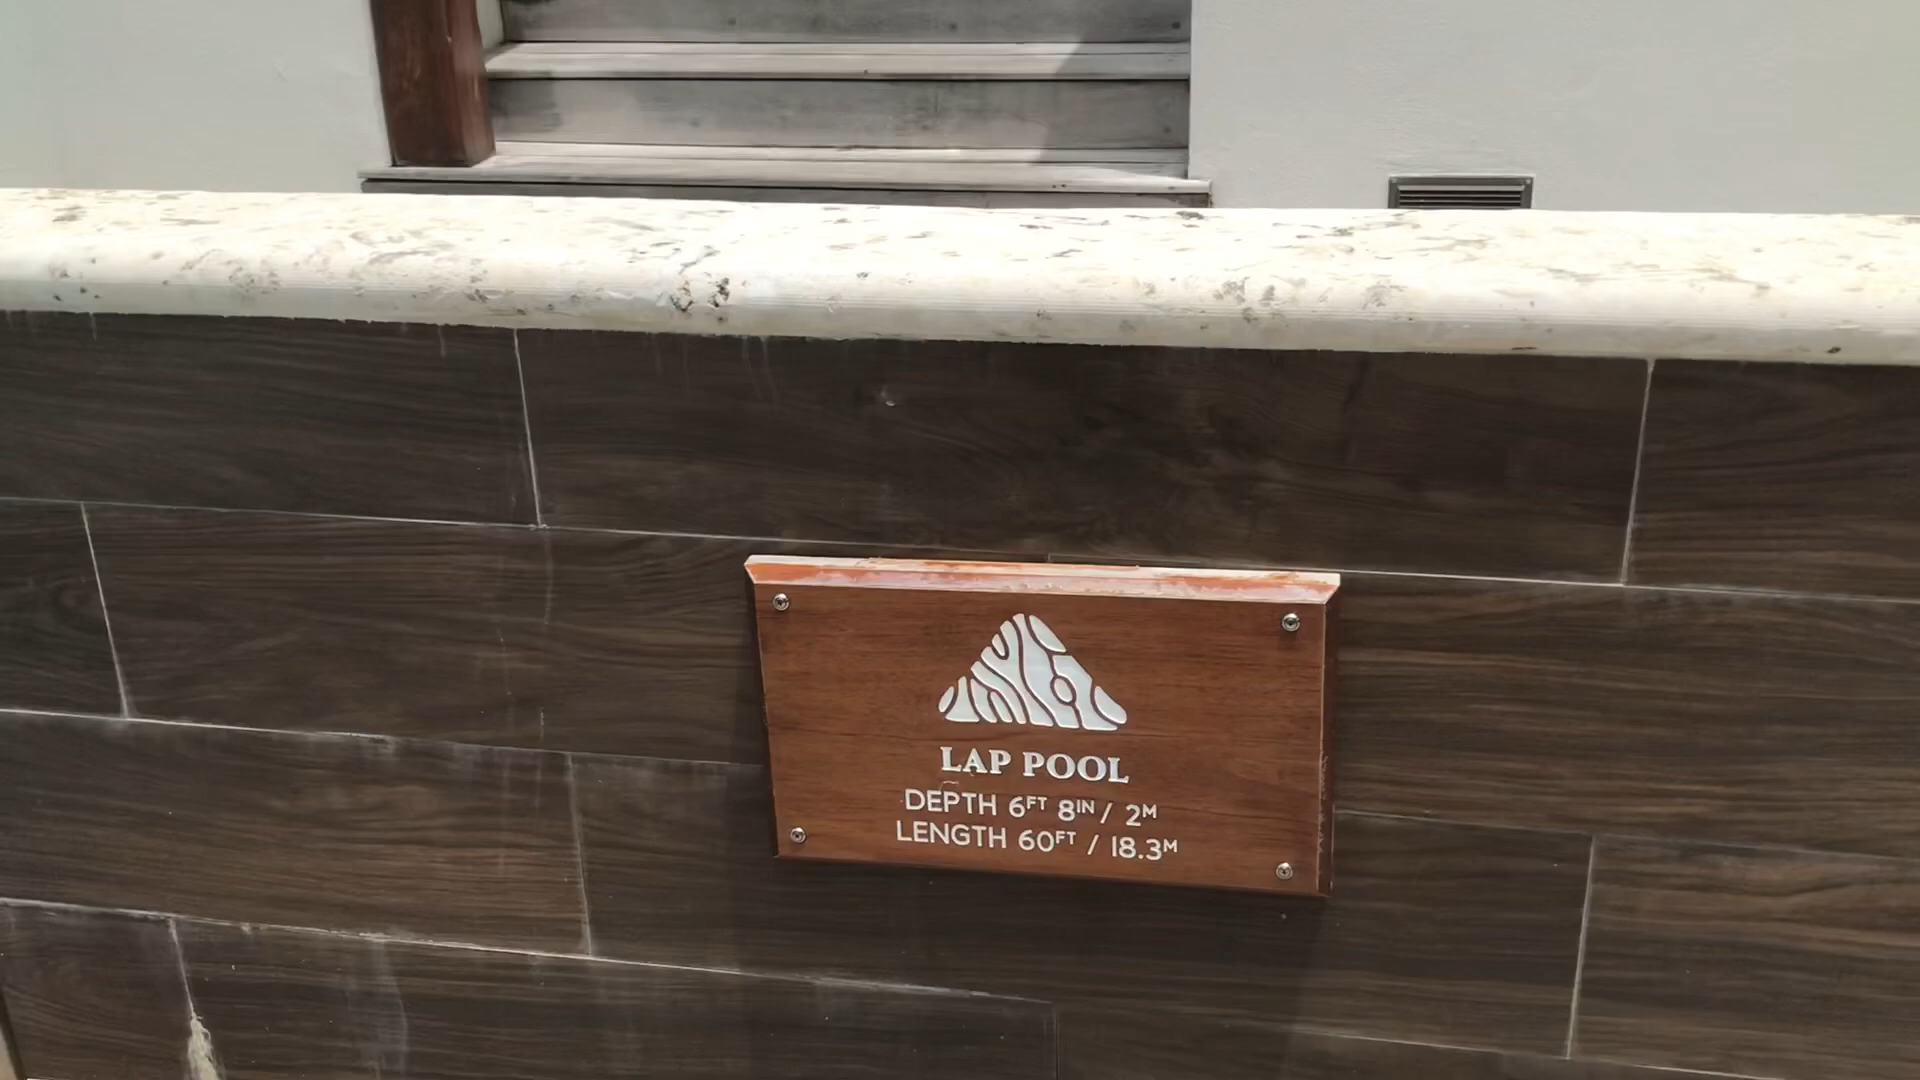 LAP POOL
DEPTH 6FT 8IN / 2M
LENGTH 60FT / 18.3M